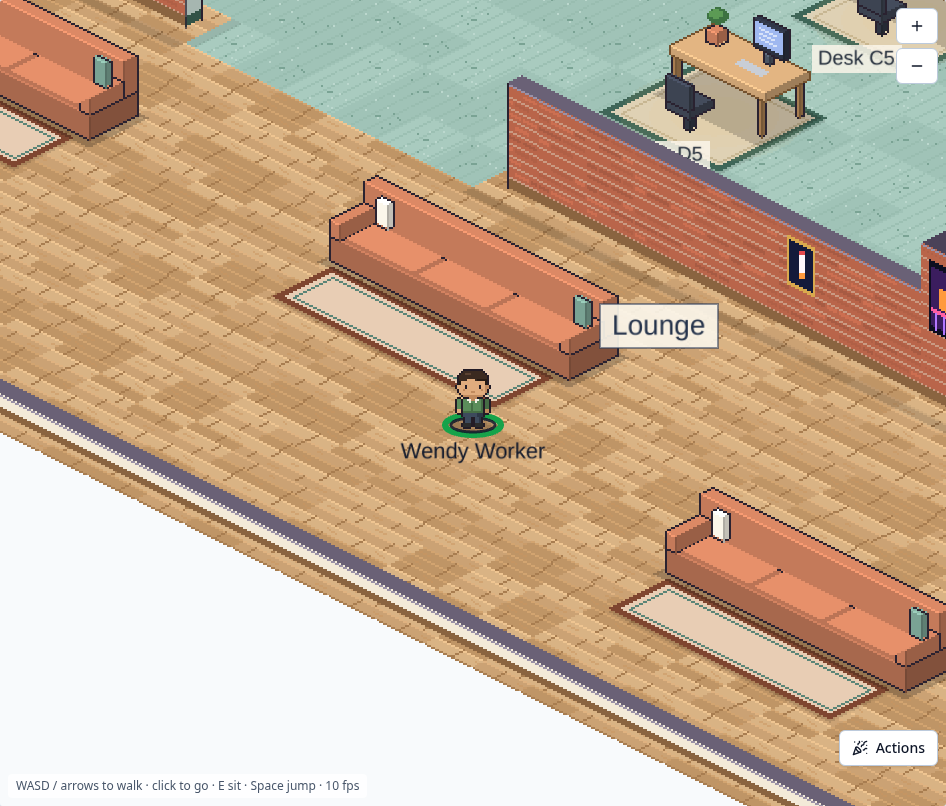 +
Desk C5
−
D5
Lounge
Wendy Worker
Actions
WASD / arrows to walk · click to go · E sit · Space jump · 10 fps